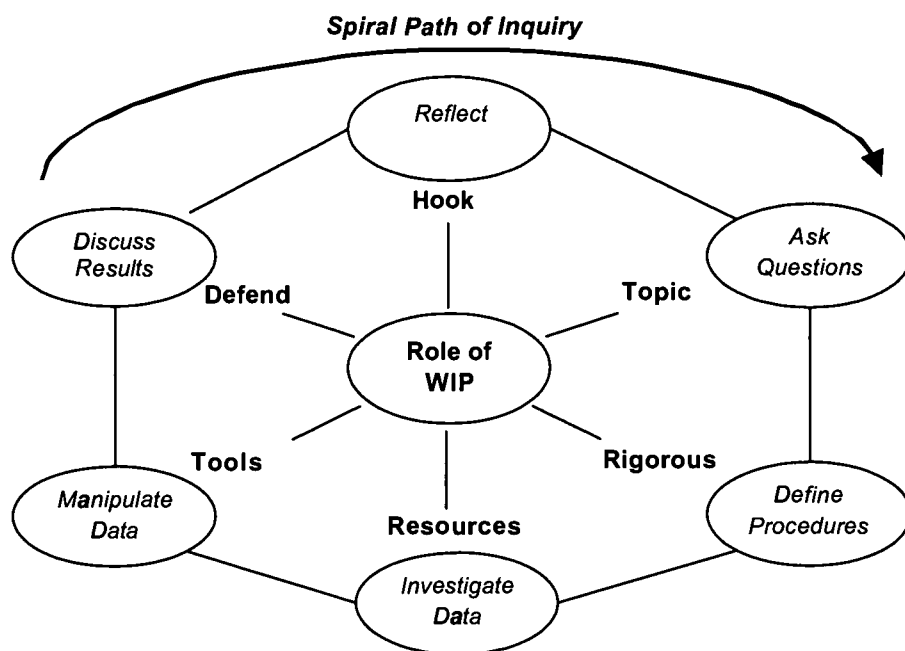 Spiral Path of Inquiry
Reflect
Hook
Discuss
Results
Ask
Questions
Defend
Topic
Role of
WIP
Tools
Rigorous
Manipulate
Data
Define
Procedures
Resources
Investigate
Data